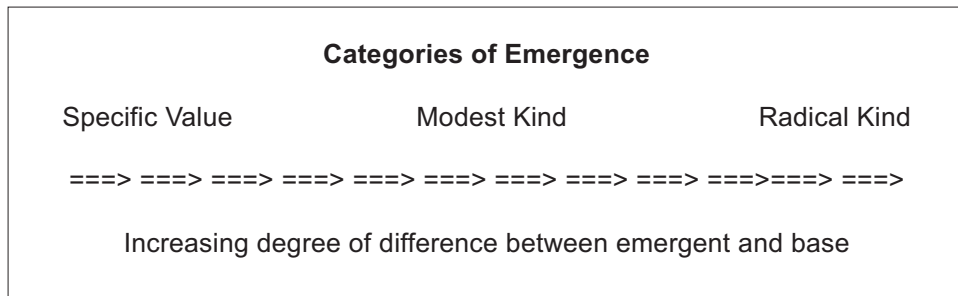 Categories of Emergence
Specific Value Modest Kind Radical Kind
===> ===> ===> ===> ===> ===> ===> ===> ===> ===>===> ===>
Increasing degree of difference between emergent and base